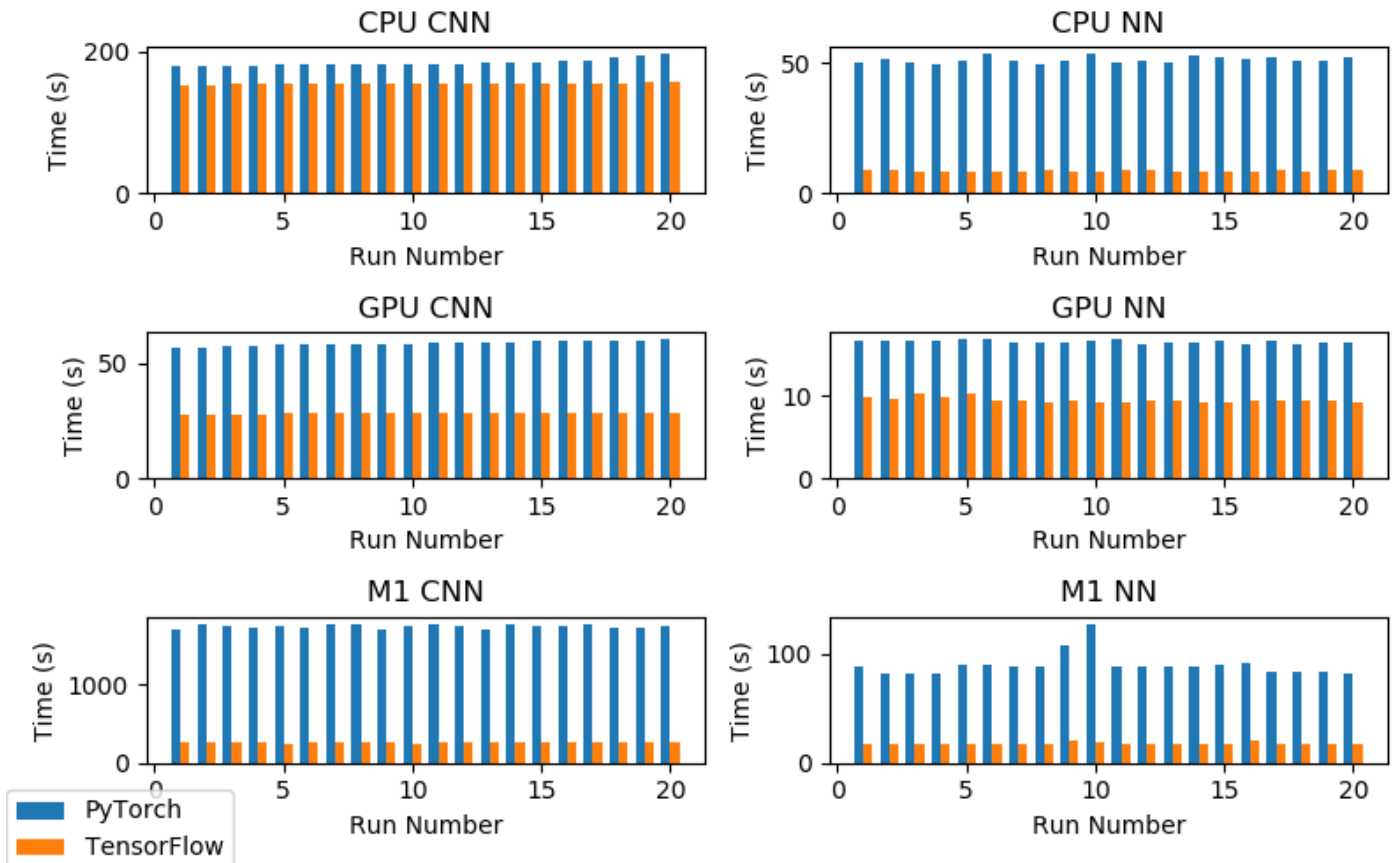 CPU CNN
Time (s)
200
0
0 5 10 15 20
Run Number
CPU NN
Time (s)
50
0
0 5 10 15 20
Run Number
GPU CNN
Time (s)
50
0
0 5 10 15 20
Run Number
GPU NN
Time (s)
10
0
0 5 10 15 20
Run Number
M1 CNN
Time (s)
1000
0
0 5 10 15 20
Run Number
M1 NN
Time (s)
100
0
0 5 10 15 20
Run Number
PyTorch
TensorFlow